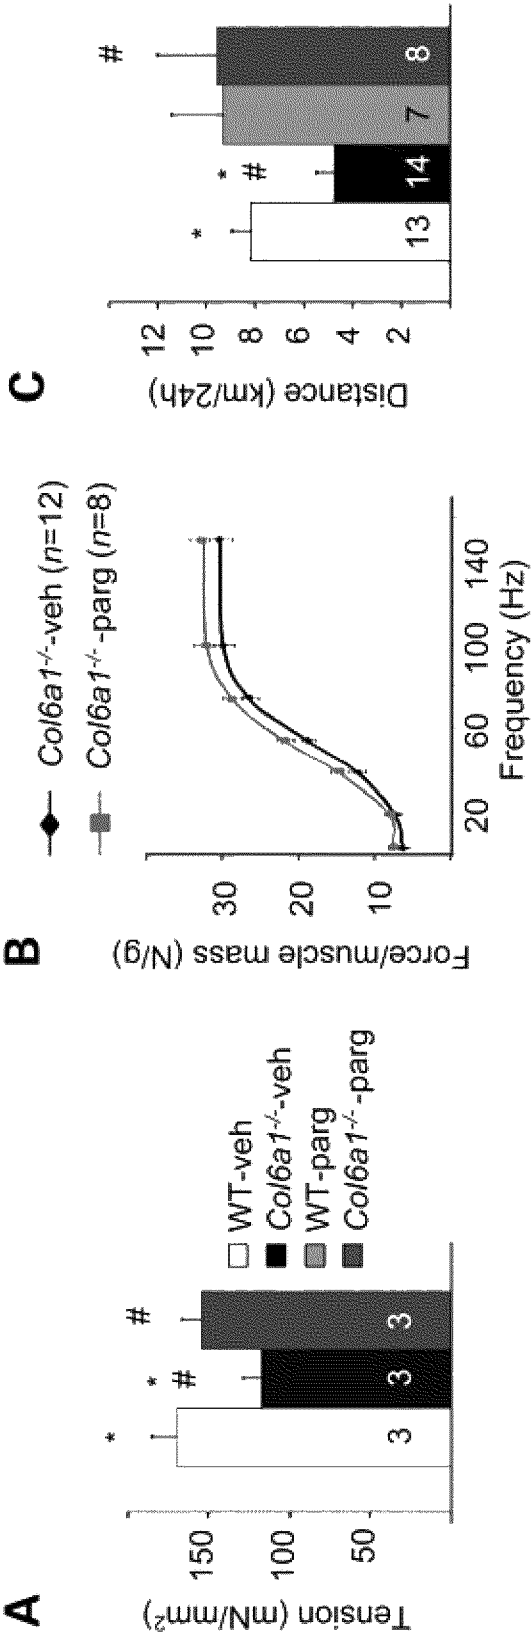 A
Tension (mN/mm²)
150
100
50
*
*
#
#
3
3
3
WT-veh
Col6a1-/--veh
WT-parg
Col6a1-/--parg
B
Col6a1-/--veh (n=12)
Col6a1-/--parg (n=8)
Force/muscle mass (N/g)
30
20
10
20
60
100
140
Frequency (Hz)
C
Distance (km/24h)
12
10
8
6
4
2
*
*
#
#
13
14
7
8